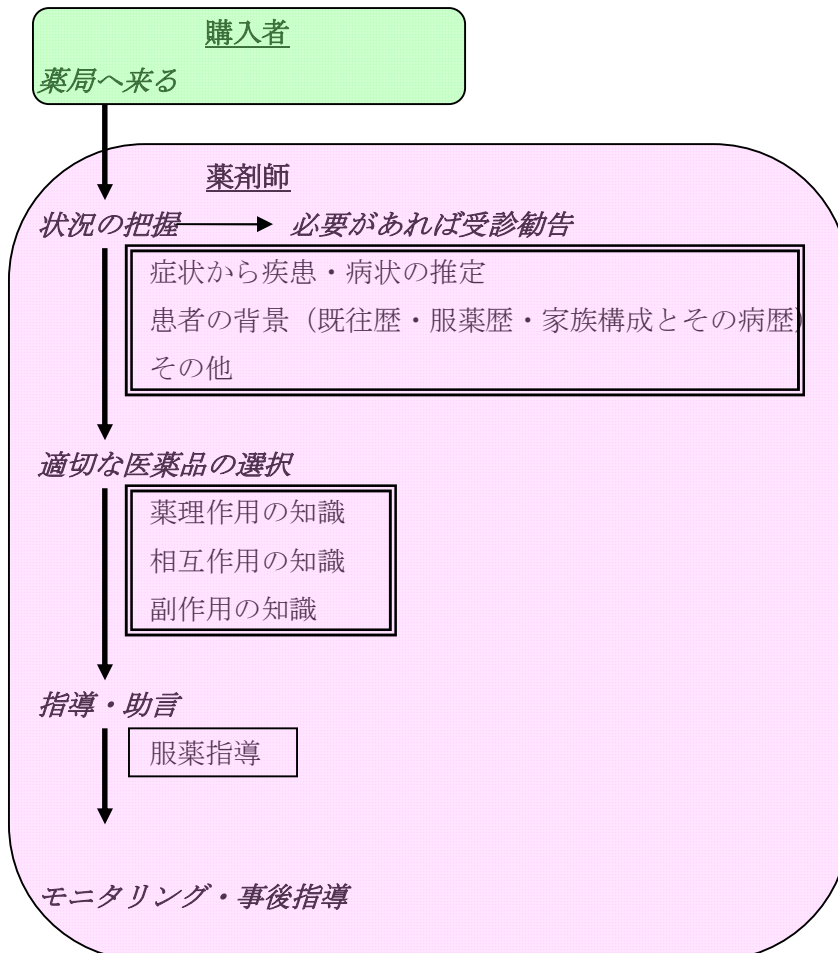 購入者
薬局へ来る
薬剤師
状況の把握 必要があれば受診勧告
症状から疾患・病状の推定
患者の背景（既往歴・服薬歴・家族構成とその病歴）
その他
適切な医薬品の選択
薬理作用の知識
相互作用の知識
副作用の知識
指導・助言
服薬指導
モニタリング・事後指導